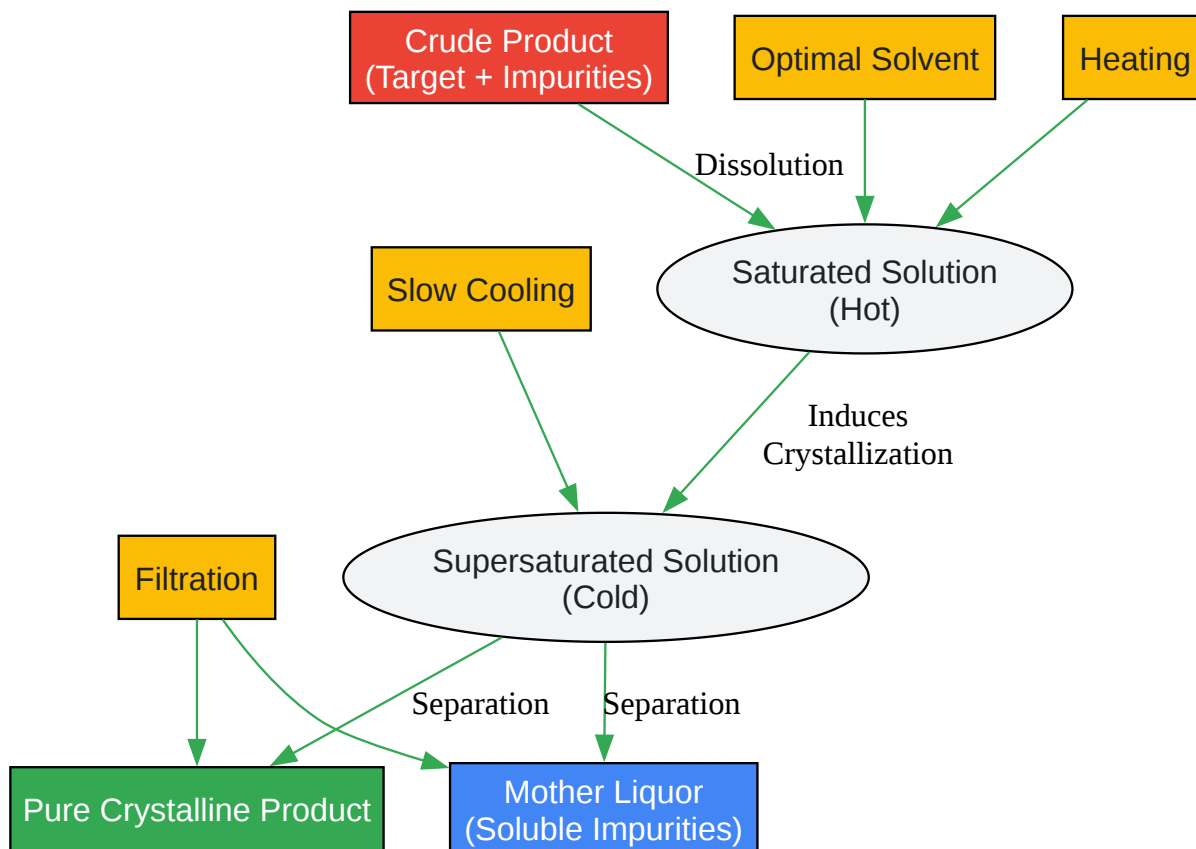 Crude Product
(Target + Impurities)
Optimal Solvent
Heating
Dissolution
Saturated Solution
(Hot)
Slow Cooling
Induces
Crystallization
Supersaturated Solution
(Cold)
Filtration
Separation
Separation
Pure Crystalline Product
Mother Liquor
(Soluble Impurities)